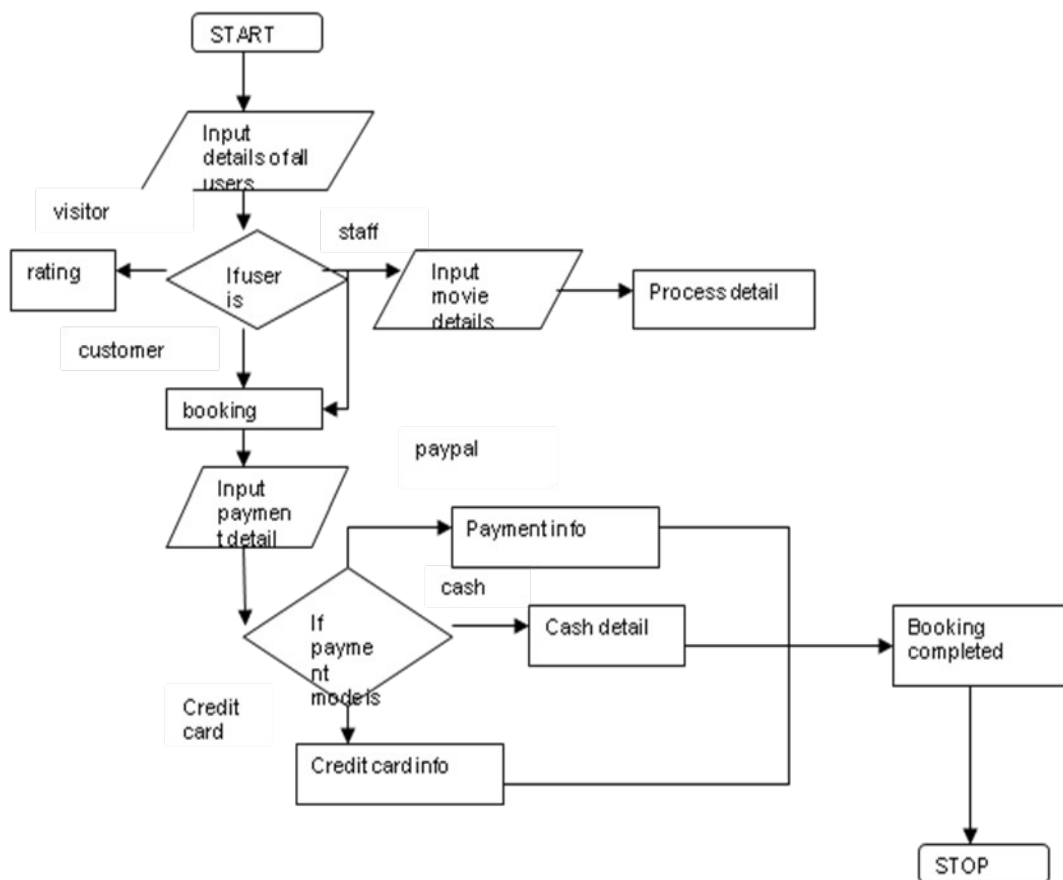 START
Input
details of all
users
visitor
staff
rating
If user
is
Input
movie
details
Process detail
customer
booking
paypal
Input
paymen
t detail
Payment info
cash
If
payme
nt
mode is
Cash detail
Booking
completed
Credit
card
Credit card info
STOP